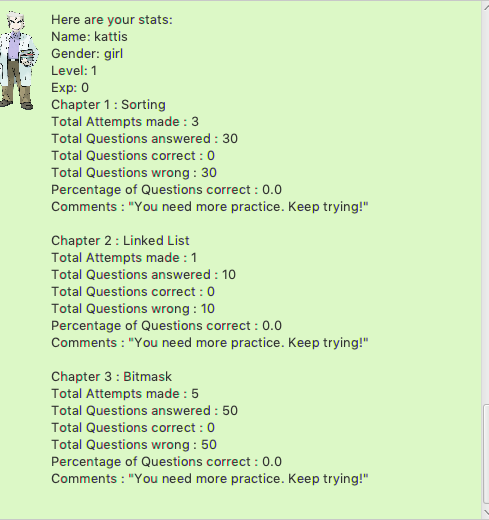 Here are your stats:
Name: kattis
Gender: girl
Level: 1
Exp: 0
Chapter 1 : Sorting
Total Attempts made : 3
Total Questions answered : 30
Total Questions correct : 0
Total Questions wrong : 30
Percentage of Questions correct : 0.0
Comments : "You need more practice. Keep trying!"

Chapter 2 : Linked List
Total Attempts made : 1
Total Questions answered : 10
Total Questions correct : 0
Total Questions wrong : 10
Percentage of Questions correct : 0.0
Comments : "You need more practice. Keep trying!"

Chapter 3 : Bitmask
Total Attempts made : 5
Total Questions answered : 50
Total Questions correct : 0
Total Questions wrong : 50
Percentage of Questions correct : 0.0
Comments : "You need more practice. Keep trying!"